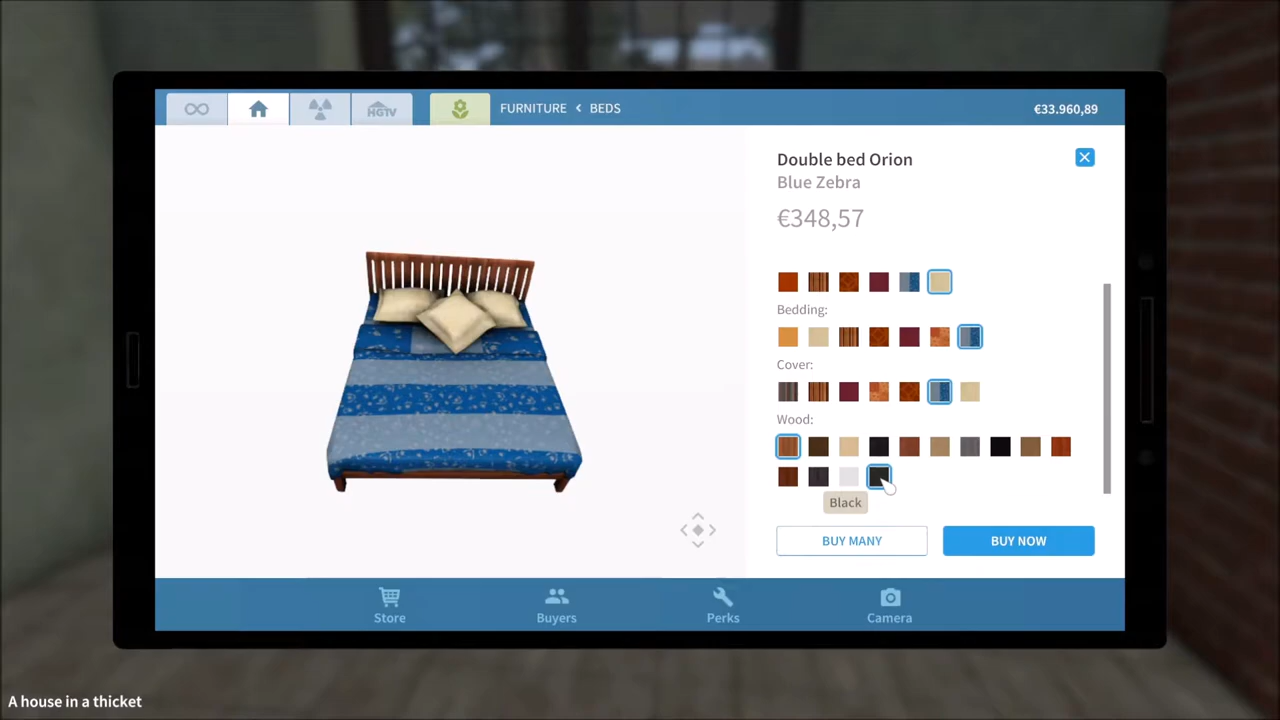 HGTV
FURNITURE < BEDS
€33.960,89
Double bed Orion
Blue Zebra
€348,57
Bedding:
Cover:
Wood:
Black
BUY MANY
BUY NOW
Store
Buyers
Perks
Camera
A house in a thicket